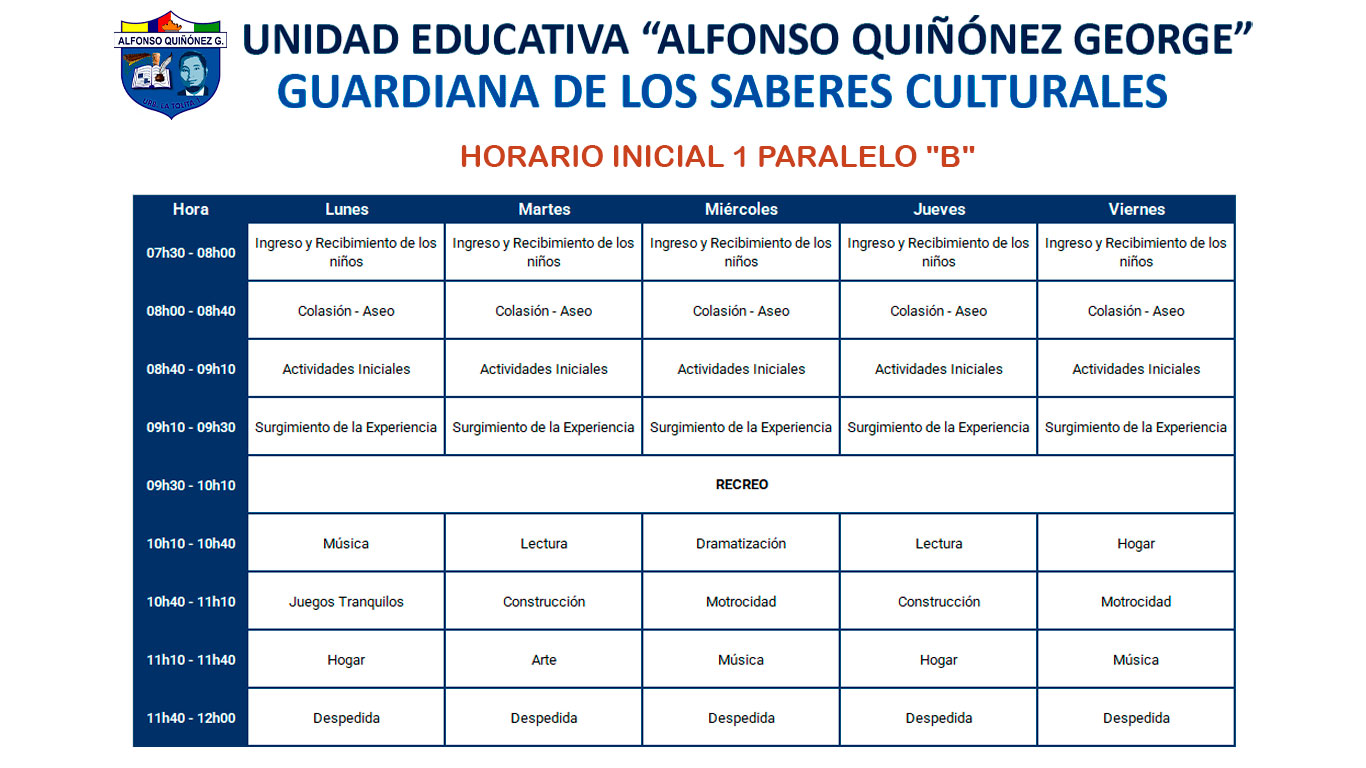 ALFONSO QUIÑÓNEZ G.
URB. LA TOLITA 1
UNIDAD EDUCATIVA “ALFONSO QUIÑÓNEZ GEORGE”
GUARDIANA DE LOS SABERES CULTURALES
HORARIO INICIAL 1 PARALELO "B"
Hora Lunes Martes Miércoles Jueves Viernes
07h30 - 08h00 Ingreso y Recibimiento de los niños Ingreso y Recibimiento de los niños Ingreso y Recibimiento de los niños Ingreso y Recibimiento de los niños Ingreso y Recibimiento de los niños
08h00 - 08h40 Colasión - Aseo Colasión - Aseo Colasión - Aseo Colasión - Aseo Colasión - Aseo
08h40 - 09h10 Actividades Iniciales Actividades Iniciales Actividades Iniciales Actividades Iniciales Actividades Iniciales
09h10 - 09h30 Surgimiento de la Experiencia Surgimiento de la Experiencia Surgimiento de la Experiencia Surgimiento de la Experiencia Surgimiento de la Experiencia
09h30 - 10h10 RECREO
10h10 - 10h40 Música Lectura Dramatización Lectura Hogar
10h40 - 11h10 Juegos Tranquilos Construcción Motrocidad Construcción Motrocidad
11h10 - 11h40 Hogar Arte Música Hogar Música
11h40 - 12h00 Despedida Despedida Despedida Despedida Despedida